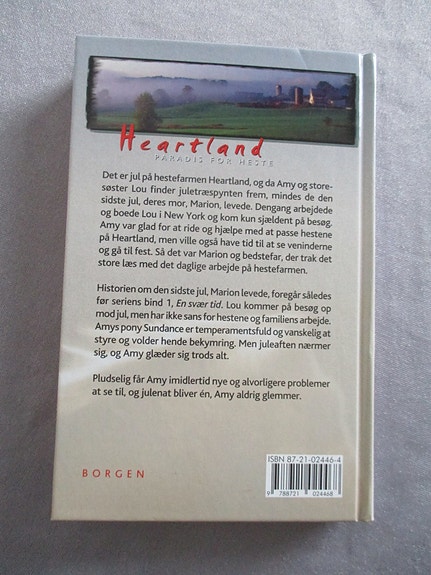 Heartland
PARADIS FOR HESTE
Det er jul på hestefarmen Heartland, og da Amy og store-
søster Lou finder juletræspynten frem, mindes de den
sidste jul, deres mor, Marion, levede. Dengang arbejdede
og boede Lou i New York og kom kun sjældent på besøg.
Amy var glad for at ride og hjælpe med at passe hestene
på Heartland, men ville også have tid til at se veninderne
og gå til fest. Så det var Marion og bedstefar, der trak det
store læs med det daglige arbejde på hestefarmen.
Historien om den sidste jul, Marion levede, foregår således
før seriens bind 1, En svær tid. Lou kommer på besøg op
mod jul, men har ikke sans for hestene og familiens arbejde.
Amys pony Sundance er temperamentsfuld og vanskelig at
styre og volder hende bekymring. Men juleaften nærmer
sig, og Amy glæder sig trods alt.
Pludselig får Amy imidlertid nye og alvorligere problemer
at se til, og julenat bliver én, Amy aldrig glemmer.
ISBN 87-21-02446-4
BORGEN
9 788721 024468